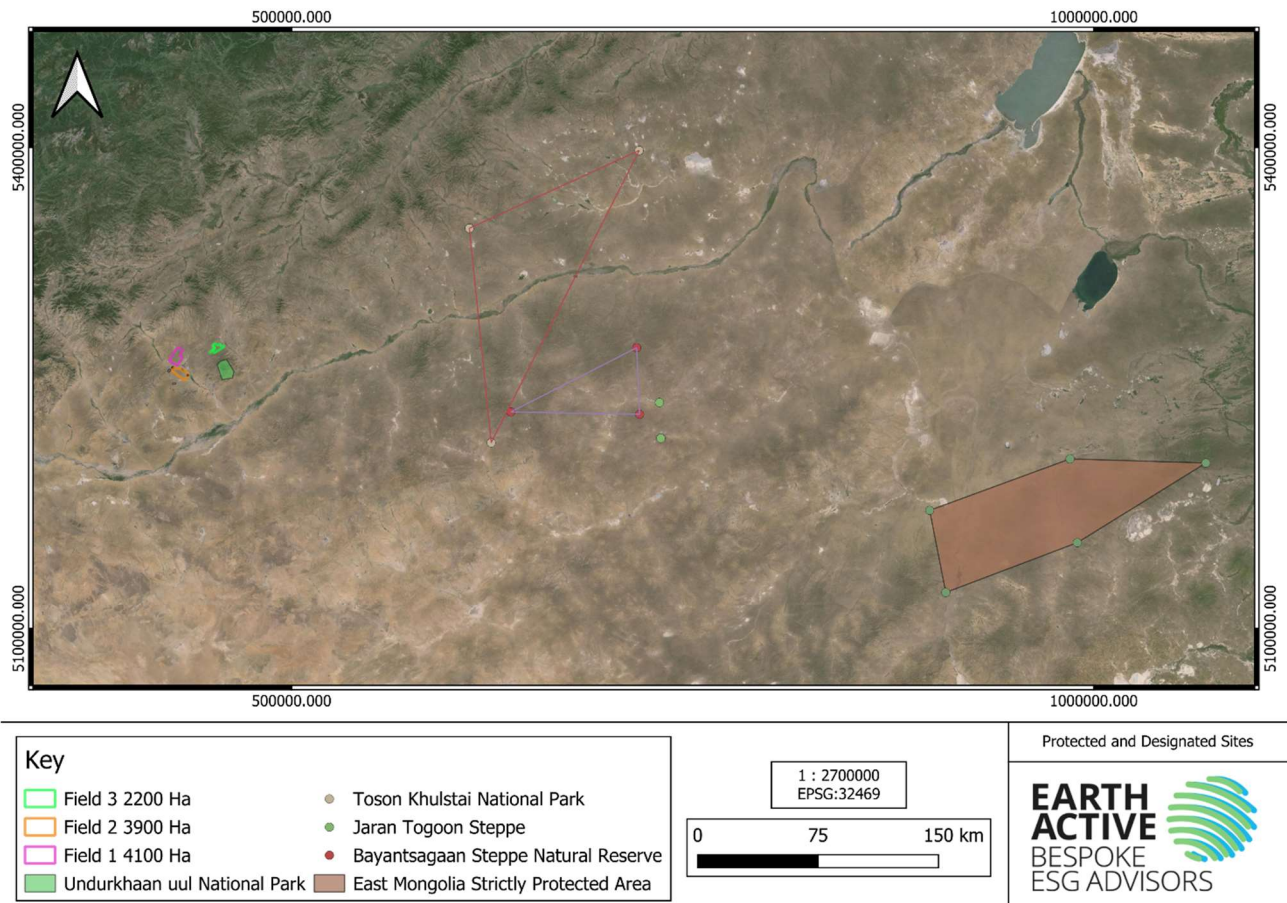 500000.000
1000000.000
5400000.000
5400000.000
5100000.000
5100000.000
500000.000
1000000.000
Key
Field 3 2200 Ha
Field 2 3900 Ha
Field 1 4100 Ha
Undurkhaan uul National Park
Toson Khulstai National Park
Jaran Togoon Steppe
Bayantsagaan Steppe Natural Reserve
East Mongolia Strictly Protected Area
1 : 2700000
EPSG:32469
0 75 150 km
Protected and Designated Sites
EARTH
ACTIVE
BESPOKE
ESG ADVISORS